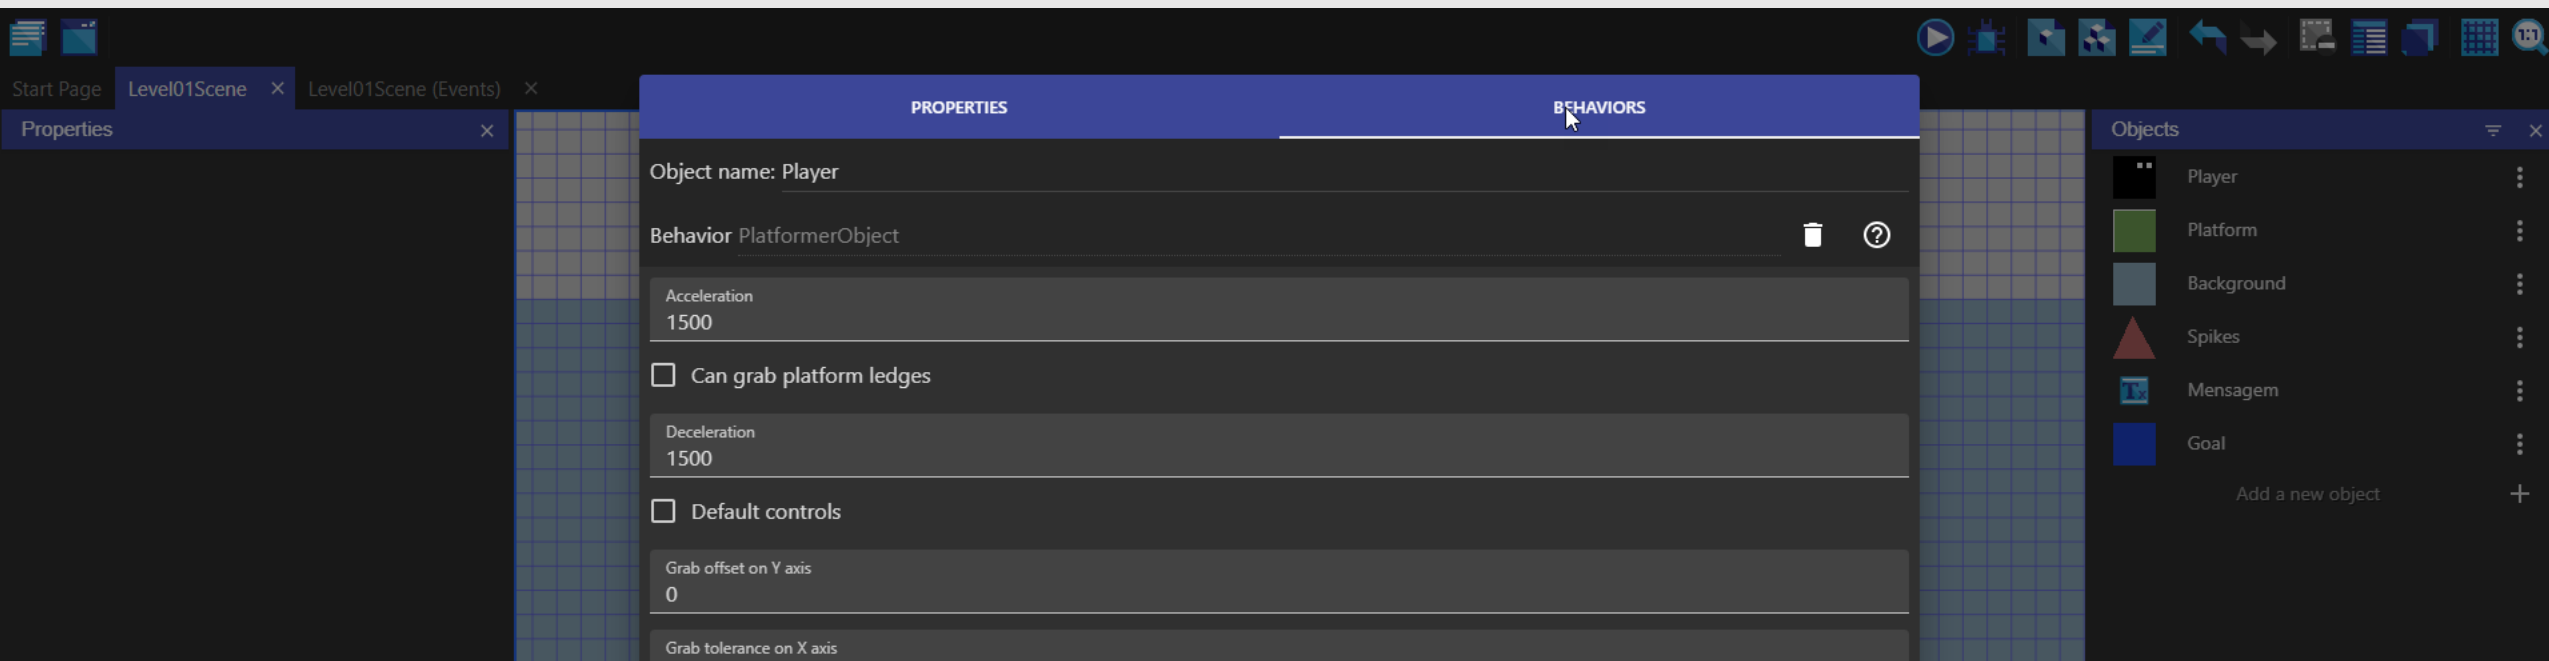 1:1
Start Page
Level01Scene
Level01Scene (Events)
Properties
PROPERTIES
BEHAVIORS
Object name: Player
Behavior PlatformerObject
Acceleration
1500
Can grab platform ledges
Deceleration
1500
Default controls
Grab offset on Y axis
0
Grab tolerance on X axis
Objects
Player
Platform
Background
Spikes
Mensagem
Goal
Add a new object